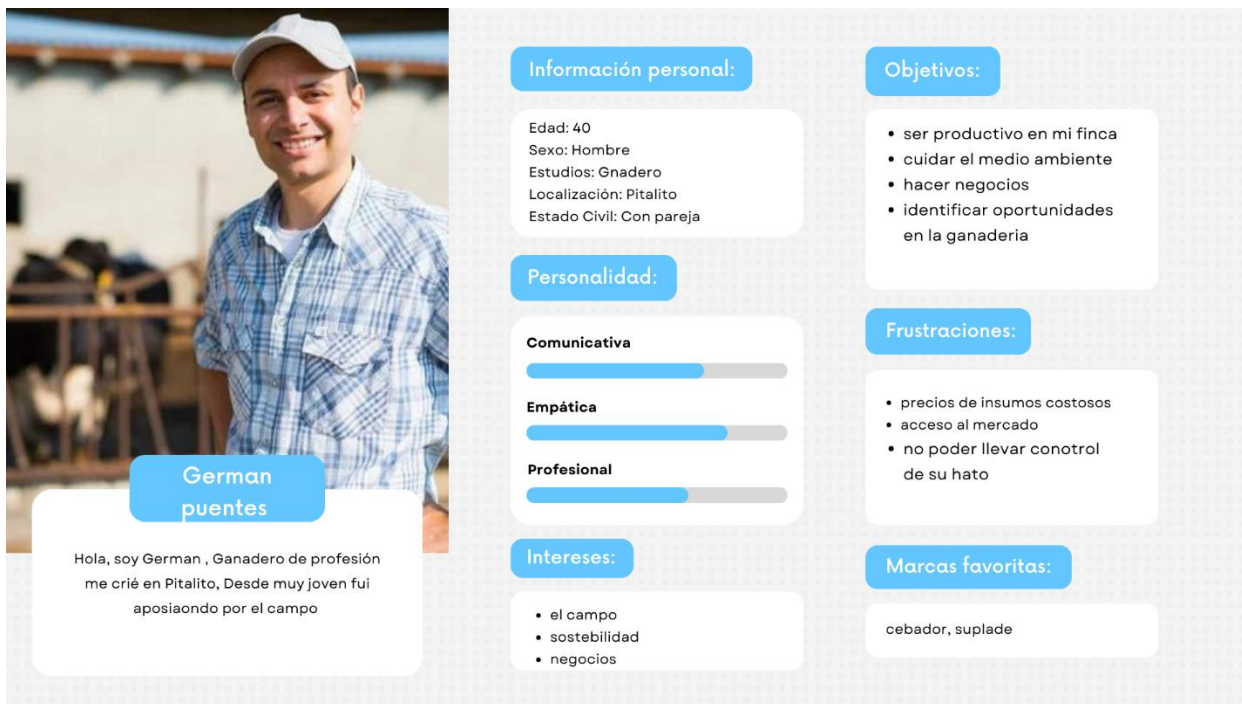 German
puentes
Hola, soy German , Ganadero de profesión
me crié en Pitalito, Desde muy joven fui
aposiaondo por el campo
Información personal:
Edad: 40
Sexo: Hombre
Estudios: Gnadero
Localización: Pitalito
Estado Civil: Con pareja
Personalidad:
Comunicativa
Empática
Profesional
Intereses:
• el campo
• sostebilidad
• negocios
Objetivos:
• ser productivo en mi finca
• cuidar el medio ambiente
• hacer negocios
• identificar oportunidades
en la ganaderia
Frustraciones:
• precios de insumos costosos
• acceso al mercado
• no poder llevar conotrol
de su hato
Marcas favoritas:
cebador, suplade